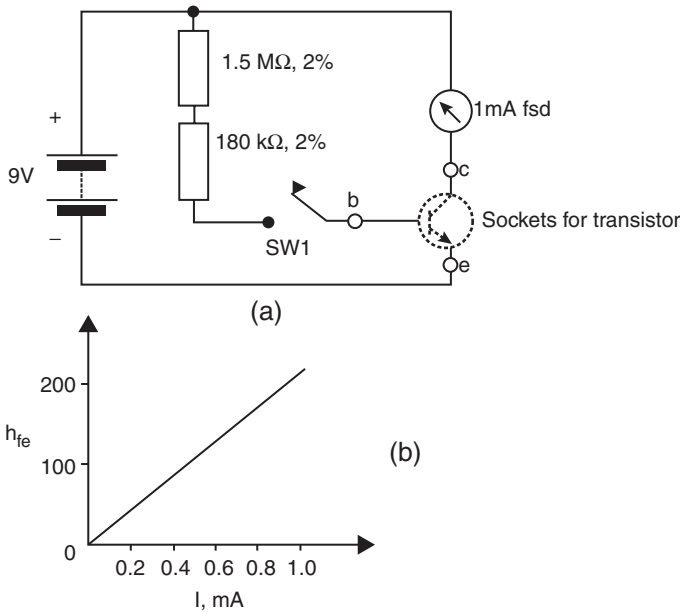 1.5 MΩ, 2%
1mA fsd
+
180 kΩ, 2%
c
9V
b
Sockets for transistor
SW1
–
e
(a)
200
h_fe
100
(b)
0
0.2 0.4 0.6 0.8 1.0
I, mA